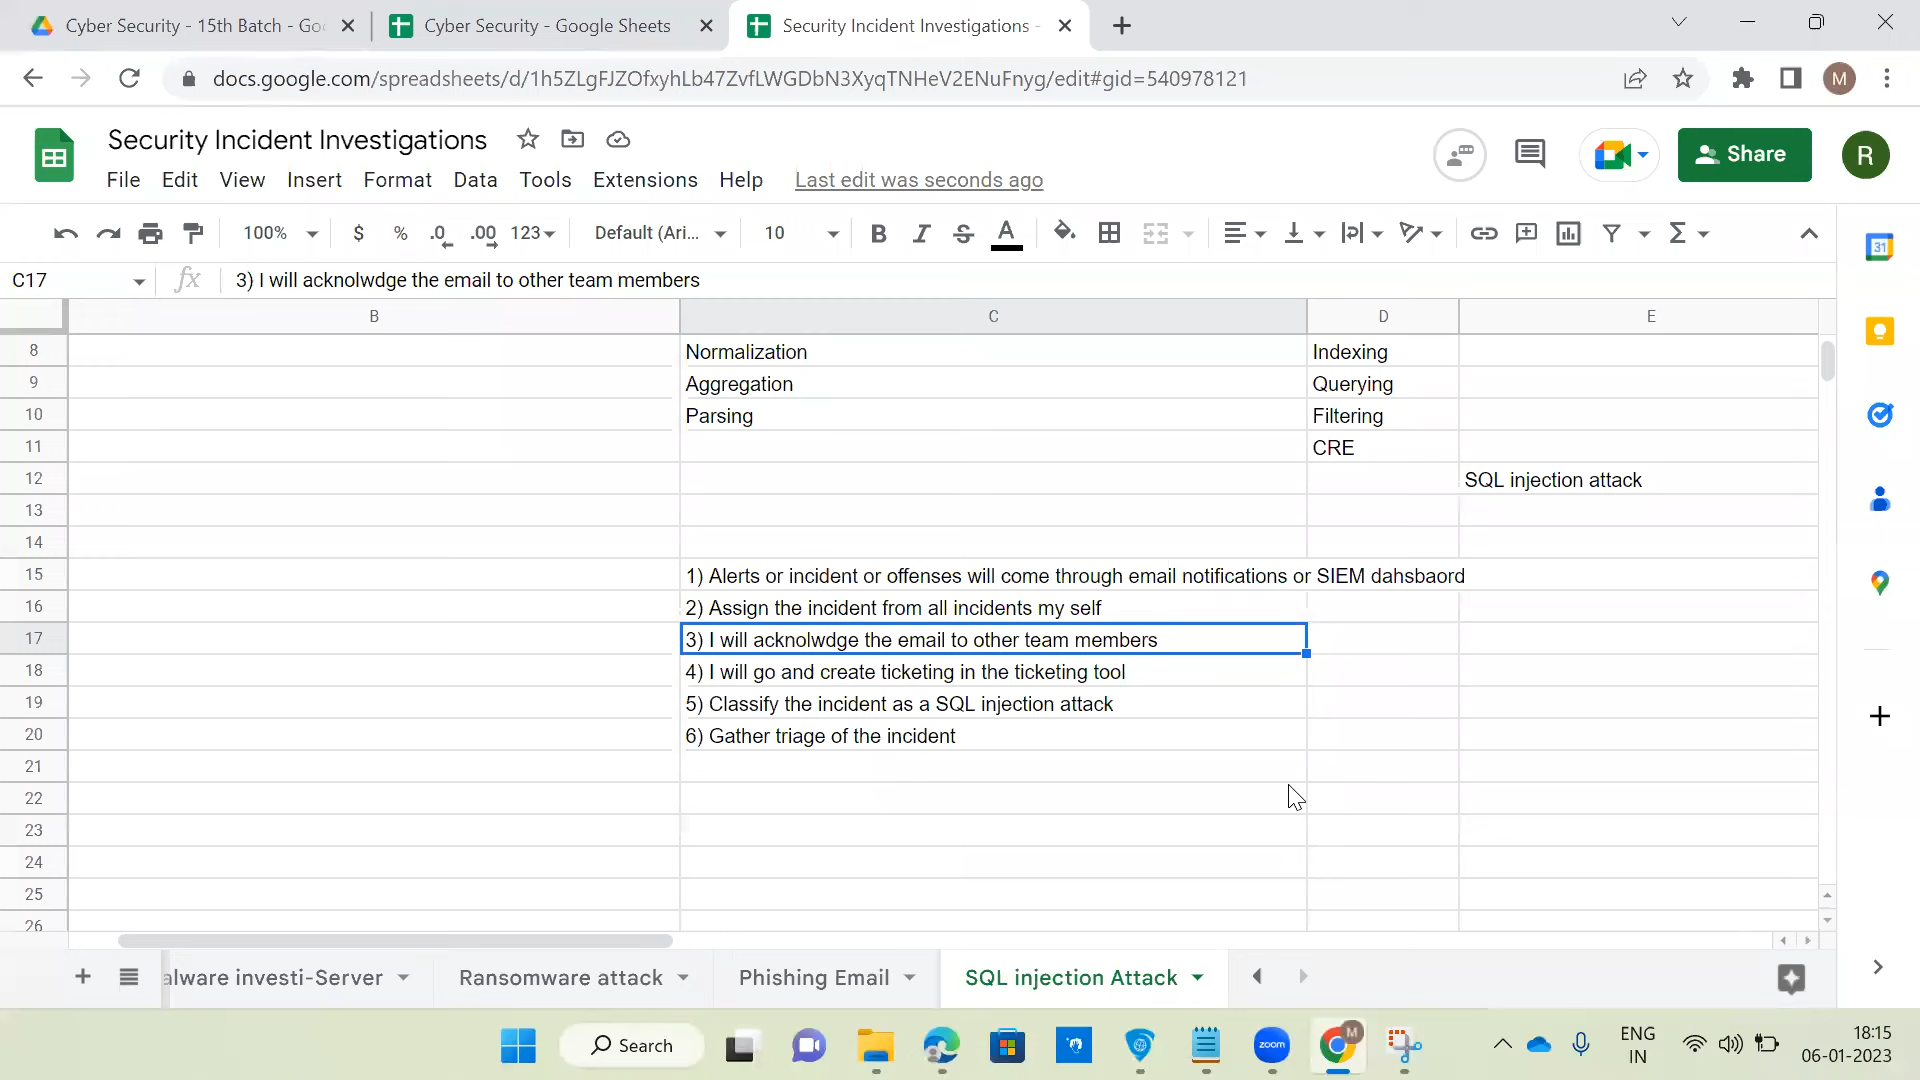 Cyber Security - 15th Batch - Go
Cyber Security - Google Sheets
Security Incident Investigations -
docs.google.com/spreadsheets/d/1h5ZLgFJZOfxyhLb47ZvfLWGDbN3XyqTNHeV2ENuFnyg/edit#gid=540978121
M
Security Incident Investigations
Share
R
File Edit View Insert Format Data Tools Extensions Help Last edit was seconds ago
100% $ % .0 .00 123 Default (Ari... 10 B I S A
31
C17 fx 3) I will acknolwdge the email to other team members
B C D E
8 Normalization Indexing
9 Aggregation Querying
10 Parsing Filtering
11 CRE
12 SQL injection attack
13
14
15 1) Alerts or incident or offenses will come through email notifications or SIEM dahsbaord
16 2) Assign the incident from all incidents my self
17 3) I will acknolwdge the email to other team members
18 4) I will go and create ticketing in the ticketing tool
19 5) Classify the incident as a SQL injection attack
20 6) Gather triage of the incident
21
22
23
24
25
26
alware investi-Server Ransomware attack Phishing Email SQL injection Attack
Search
zoom
M
ENG
IN
18:15
06-01-2023